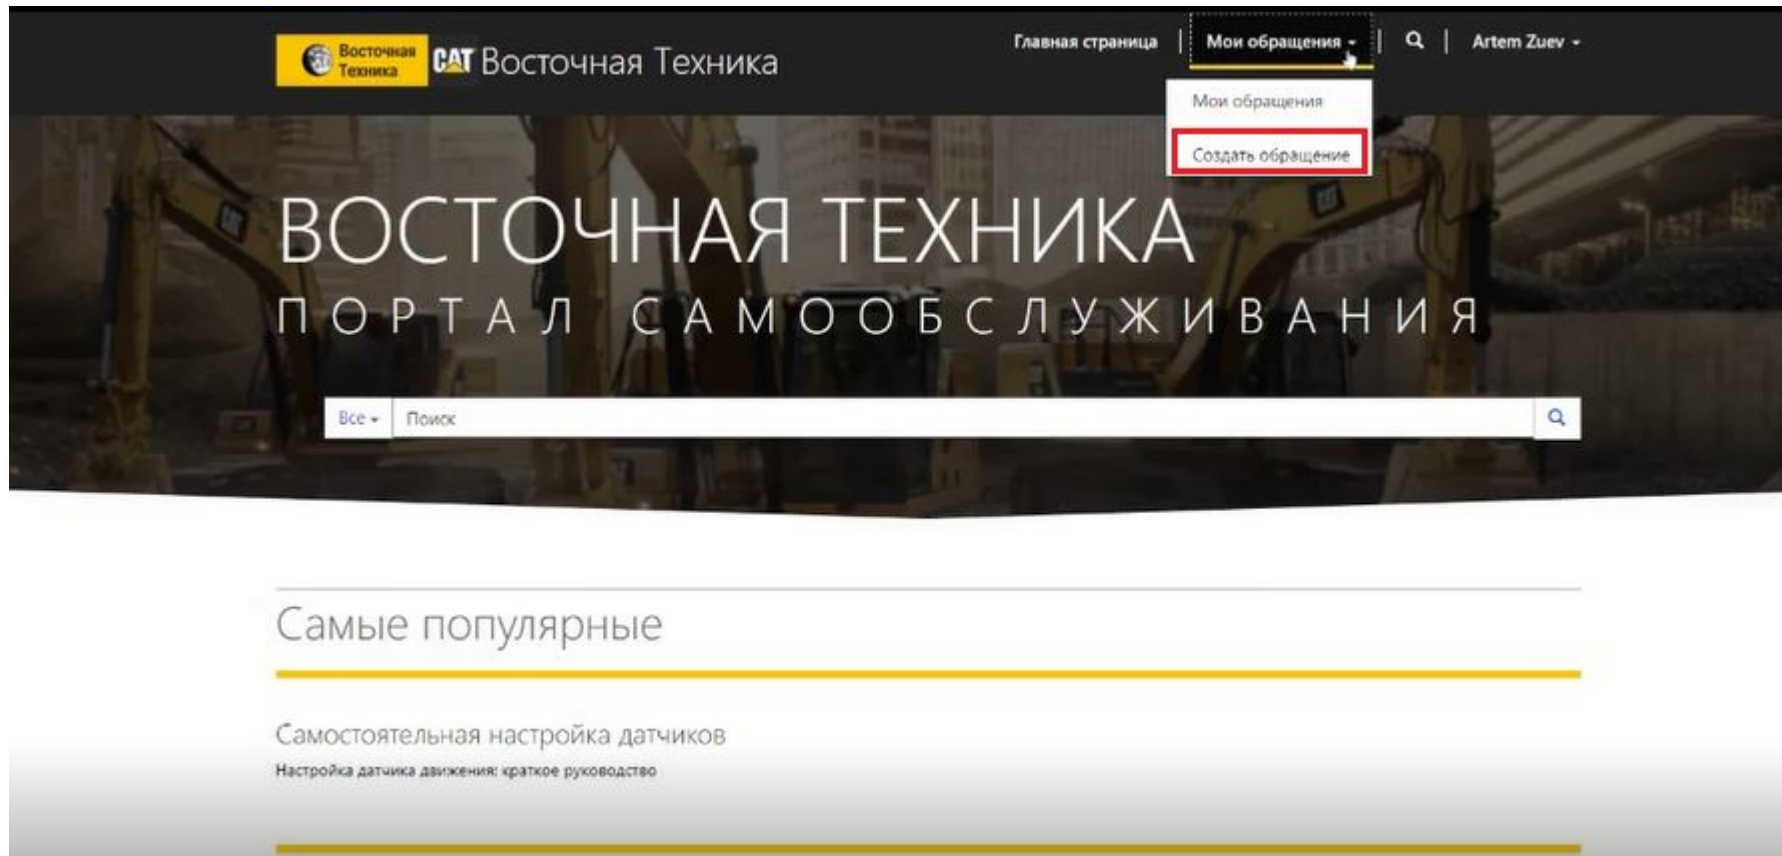 Восточная
Техника
CAT Восточная Техника
Главная страница
Мои обращения
Artem Zuev
Мои обращения
Создать обращение
ВОСТОЧНАЯ ТЕХНИКА
ПОРТАЛ САМООБСЛУЖИВАНИЯ
Все
Поиск
Самые популярные
Самостоятельная настройка датчиков
Настройка датчика движения: краткое руководство